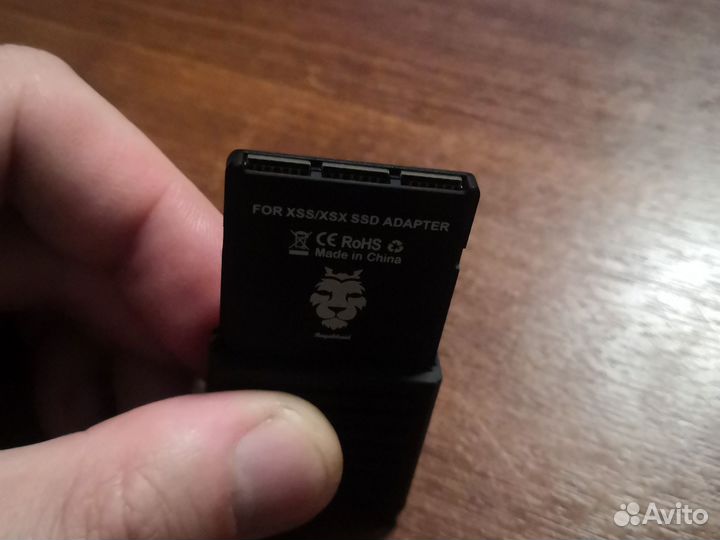 FOR XSS/XSX SSD ADAPTER
CE RoHS
Made in China
Avito